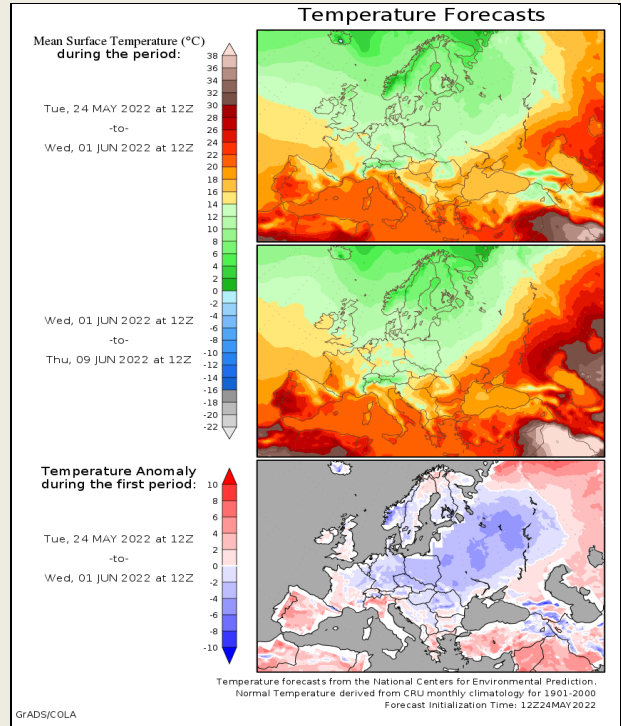 Temperature Forecasts
Mean Surface Temperature (°C)
during the period:
38
36
34
32
30
28
26
24
22
20
18
16
14
12
10
8
6
4
2
0
-2
-4
-6
-8
-10
-12
-14
-16
-18
-20
-22
Tue, 24 MAY 2022 at 12Z
-to-
Wed, 01 JUN 2022 at 12Z
Wed, 01 JUN 2022 at 12Z
-to-
Thu, 09 JUN 2022 at 12Z
Temperature Anomaly
during the first period:
10
8
6
4
2
0
-2
-4
-6
-8
-10
Tue, 24 MAY 2022 at 12Z
-to-
Wed, 01 JUN 2022 at 12Z
Temperature forecasts from the National Centers for Environmental Prediction.
Normal Temperature derived from CRU monthly climatology for 1901-2000
Forecast Initialization Time: 12Z24MAY2022
GrADS/COLA